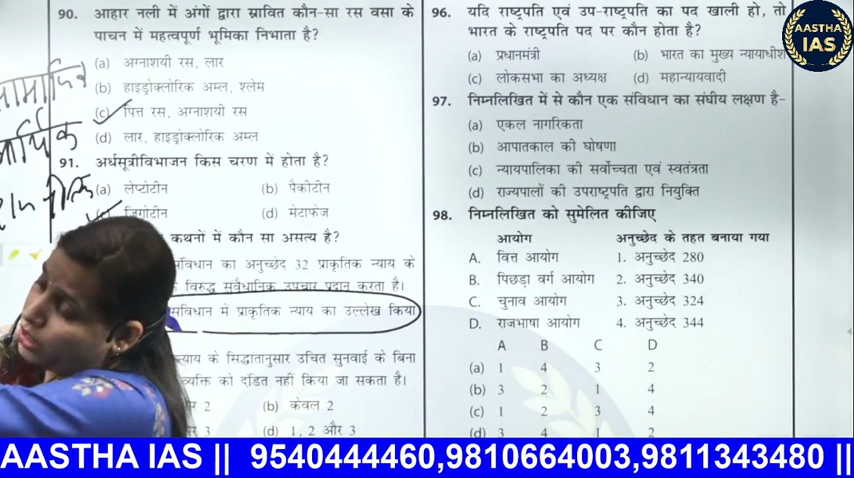 90. आहार नली में अंगों द्वारा स्रावित कौन-सा रस वसा के
पाचन में महत्वपूर्ण भूमिका निभाता है?
(a) अग्नाशयी रस, लार
(b) हाइड्रोक्लोरिक अम्ल, श्लेम
(c) पित्त रस, अग्नाशयी रस
(d) लार, हाइड्रोक्लोरिक अम्ल
91. अर्धसूत्रीविभाजन किस चरण में होता है?
(a) लेप्टोटीन (b) पैकीटीन
जिगोटीन (d) मेटाफेज
कथनों में कौन सा असत्य है?
संविधान का अनुच्छेद 32 प्राकृतिक न्याय के
विरुद्ध संवैधानिक उपचार प्रदान करता है।
संविधान में प्राकृतिक न्याय का उल्लेख किया
न्याय के सिद्धांतानुसार उचित सुनवाई के बिना
व्यक्ति को दंडित नहीं किया जा सकता है।
र 2 (b) केवल 2
र 3 (d) 1, 2 और 3
96. यदि राष्ट्रपति एवं उप-राष्ट्रपति का पद खाली हो, तो
भारत के राष्ट्रपति पद पर कौन होता है?
(a) प्रधानमंत्री (b) भारत का मुख्य न्यायाधीश
(c) लोकसभा का अध्यक्ष (d) महान्यायवादी
97. निम्नलिखित में से कौन एक संविधान का संघीय लक्षण है-
(a) एकल नागरिकता
(b) आपातकाल की घोषणा
(c) न्यायपालिका की सर्वोच्चता एवं स्वतंत्रता
(d) राज्यपालों की उपराष्ट्रपति द्वारा नियुक्ति
98. निम्नलिखित को सुमेलित कीजिए
आयोग अनुच्छेद के तहत बनाया गया
A. वित्त आयोग 1. अनुच्छेद 280
B. पिछड़ा वर्ग आयोग 2. अनुच्छेद 340
C. चुनाव आयोग 3. अनुच्छेद 324
D. राजभाषा आयोग 4. अनुच्छेद 344
A B C D
(a) 1 4 3 2
(b) 3 2 1 4
(c) 1 2 3 4
(d) 3 4 1 2
AASTHA
IAS
AASTHA IAS || 9540444460,9810664003,9811343480 ||